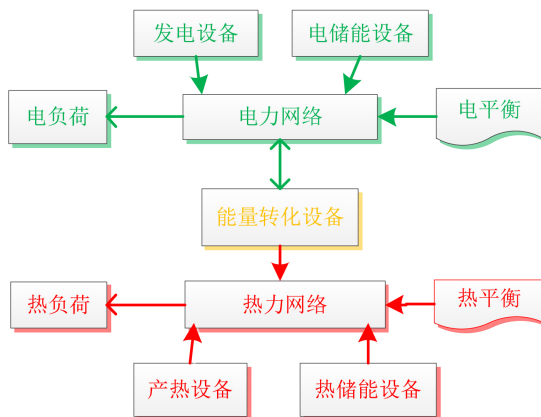 发电设备
电储能设备
电负荷
电力网络
电平衡
能量转化设备
热负荷
热力网络
热平衡
产热设备
热储能设备